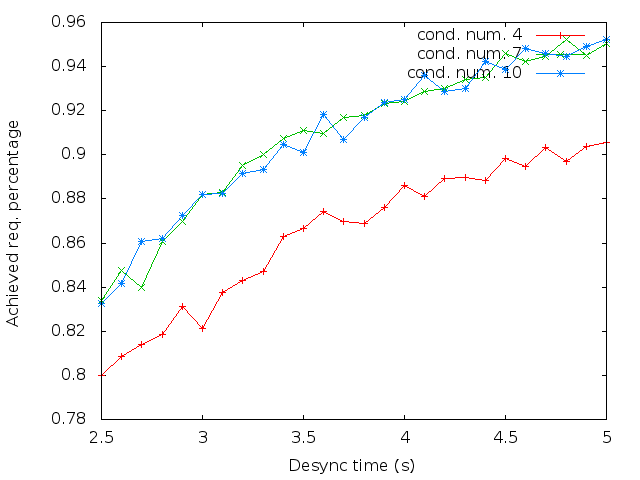 0.96
0.94
0.92
0.9
0.88
0.86
0.84
0.82
0.8
0.78
2.5 3 3.5 4 4.5 5
Achieved req. percentage
Desync time (s)
cond. num. 4
cond. num. 7
cond. num. 10